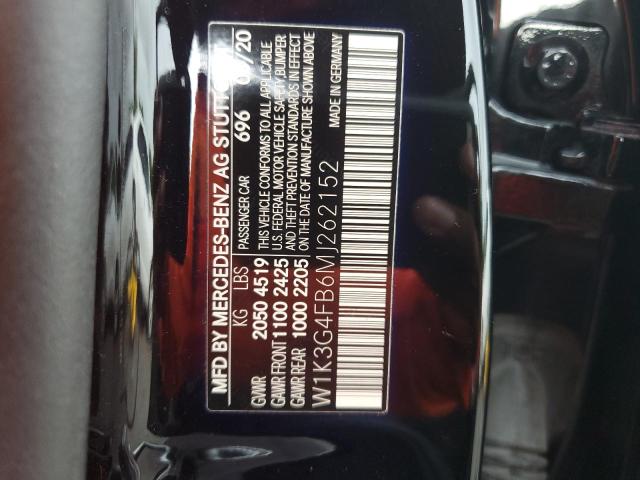 MFD BY MERCEDES-BENZ AG STUTT /20
PASSENGER CAR 696
KG LBS
GVWR 2050 4519
GAWR FRONT 1100 2425
GAWR REAR 1000 2205
THIS VEHICLE CONFORMS TO ALL APPLICABLE
U.S. FEDERAL MOTOR VEHICLE SAFETY, BUMPER
AND THEFT PREVENTION STANDARDS IN EFFECT
ON THE DATE OF MANUFACTURE SHOWN ABOVE
W1K3G4FB6MJ262152
MADE IN GERMANY